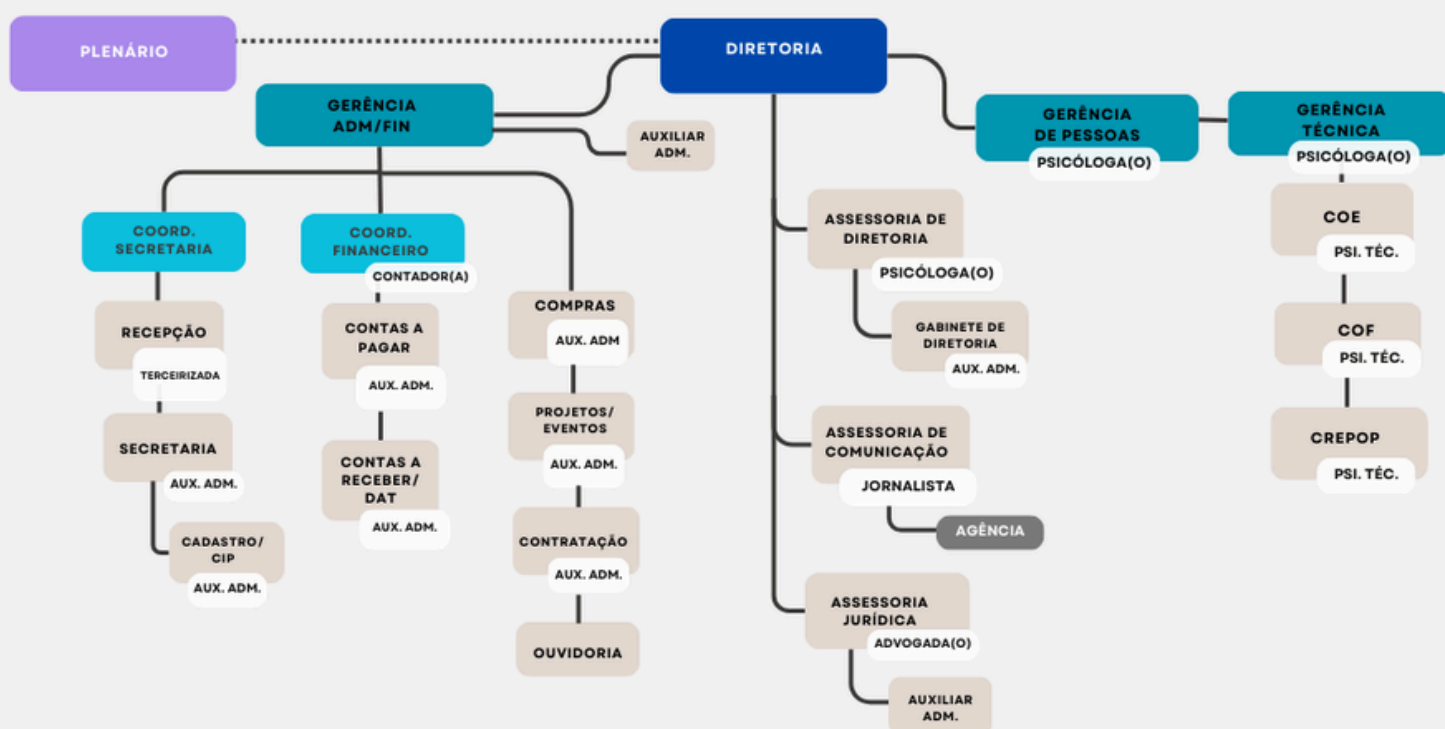 PLENÁRIO
DIRETORIA
GERÊNCIA
ADM/FIN
AUXILIAR
ADM.
GERÊNCIA
DE PESSOAS
PSICÓLOGA(O)
GERÊNCIA
TÉCNICA
PSICÓLOGA(O)
COORD.
SECRETARIA
RECEPÇÃO
TERCEIRIZADA
SECRETARIA
AUX. ADM.
CADASTRO/
CIP
AUX. ADM.
COORD.
FINANCEIRO
CONTADOR(A)
CONTAS A
PAGAR
AUX. ADM.
CONTAS A
RECEBER/
DAT
AUX. ADM.
COMPRAS
AUX. ADM
PROJETOS/
EVENTOS
AUX. ADM.
CONTRATAÇÃO
AUX. ADM.
OUVIDORIA
ASSESSORIA DE
DIRETORIA
PSICÓLOGA(O)
GABINETE DE
DIRETORIA
AUX. ADM.
ASSESSORIA DE
COMUNICAÇÃO
JORNALISTA
AGÊNCIA
ASSESSORIA
JURÍDICA
ADVOGADA(O)
AUXILIAR
ADM.
COE
PSI. TÉC.
COF
PSI. TÉC.
CREPOP
PSI. TÉC.